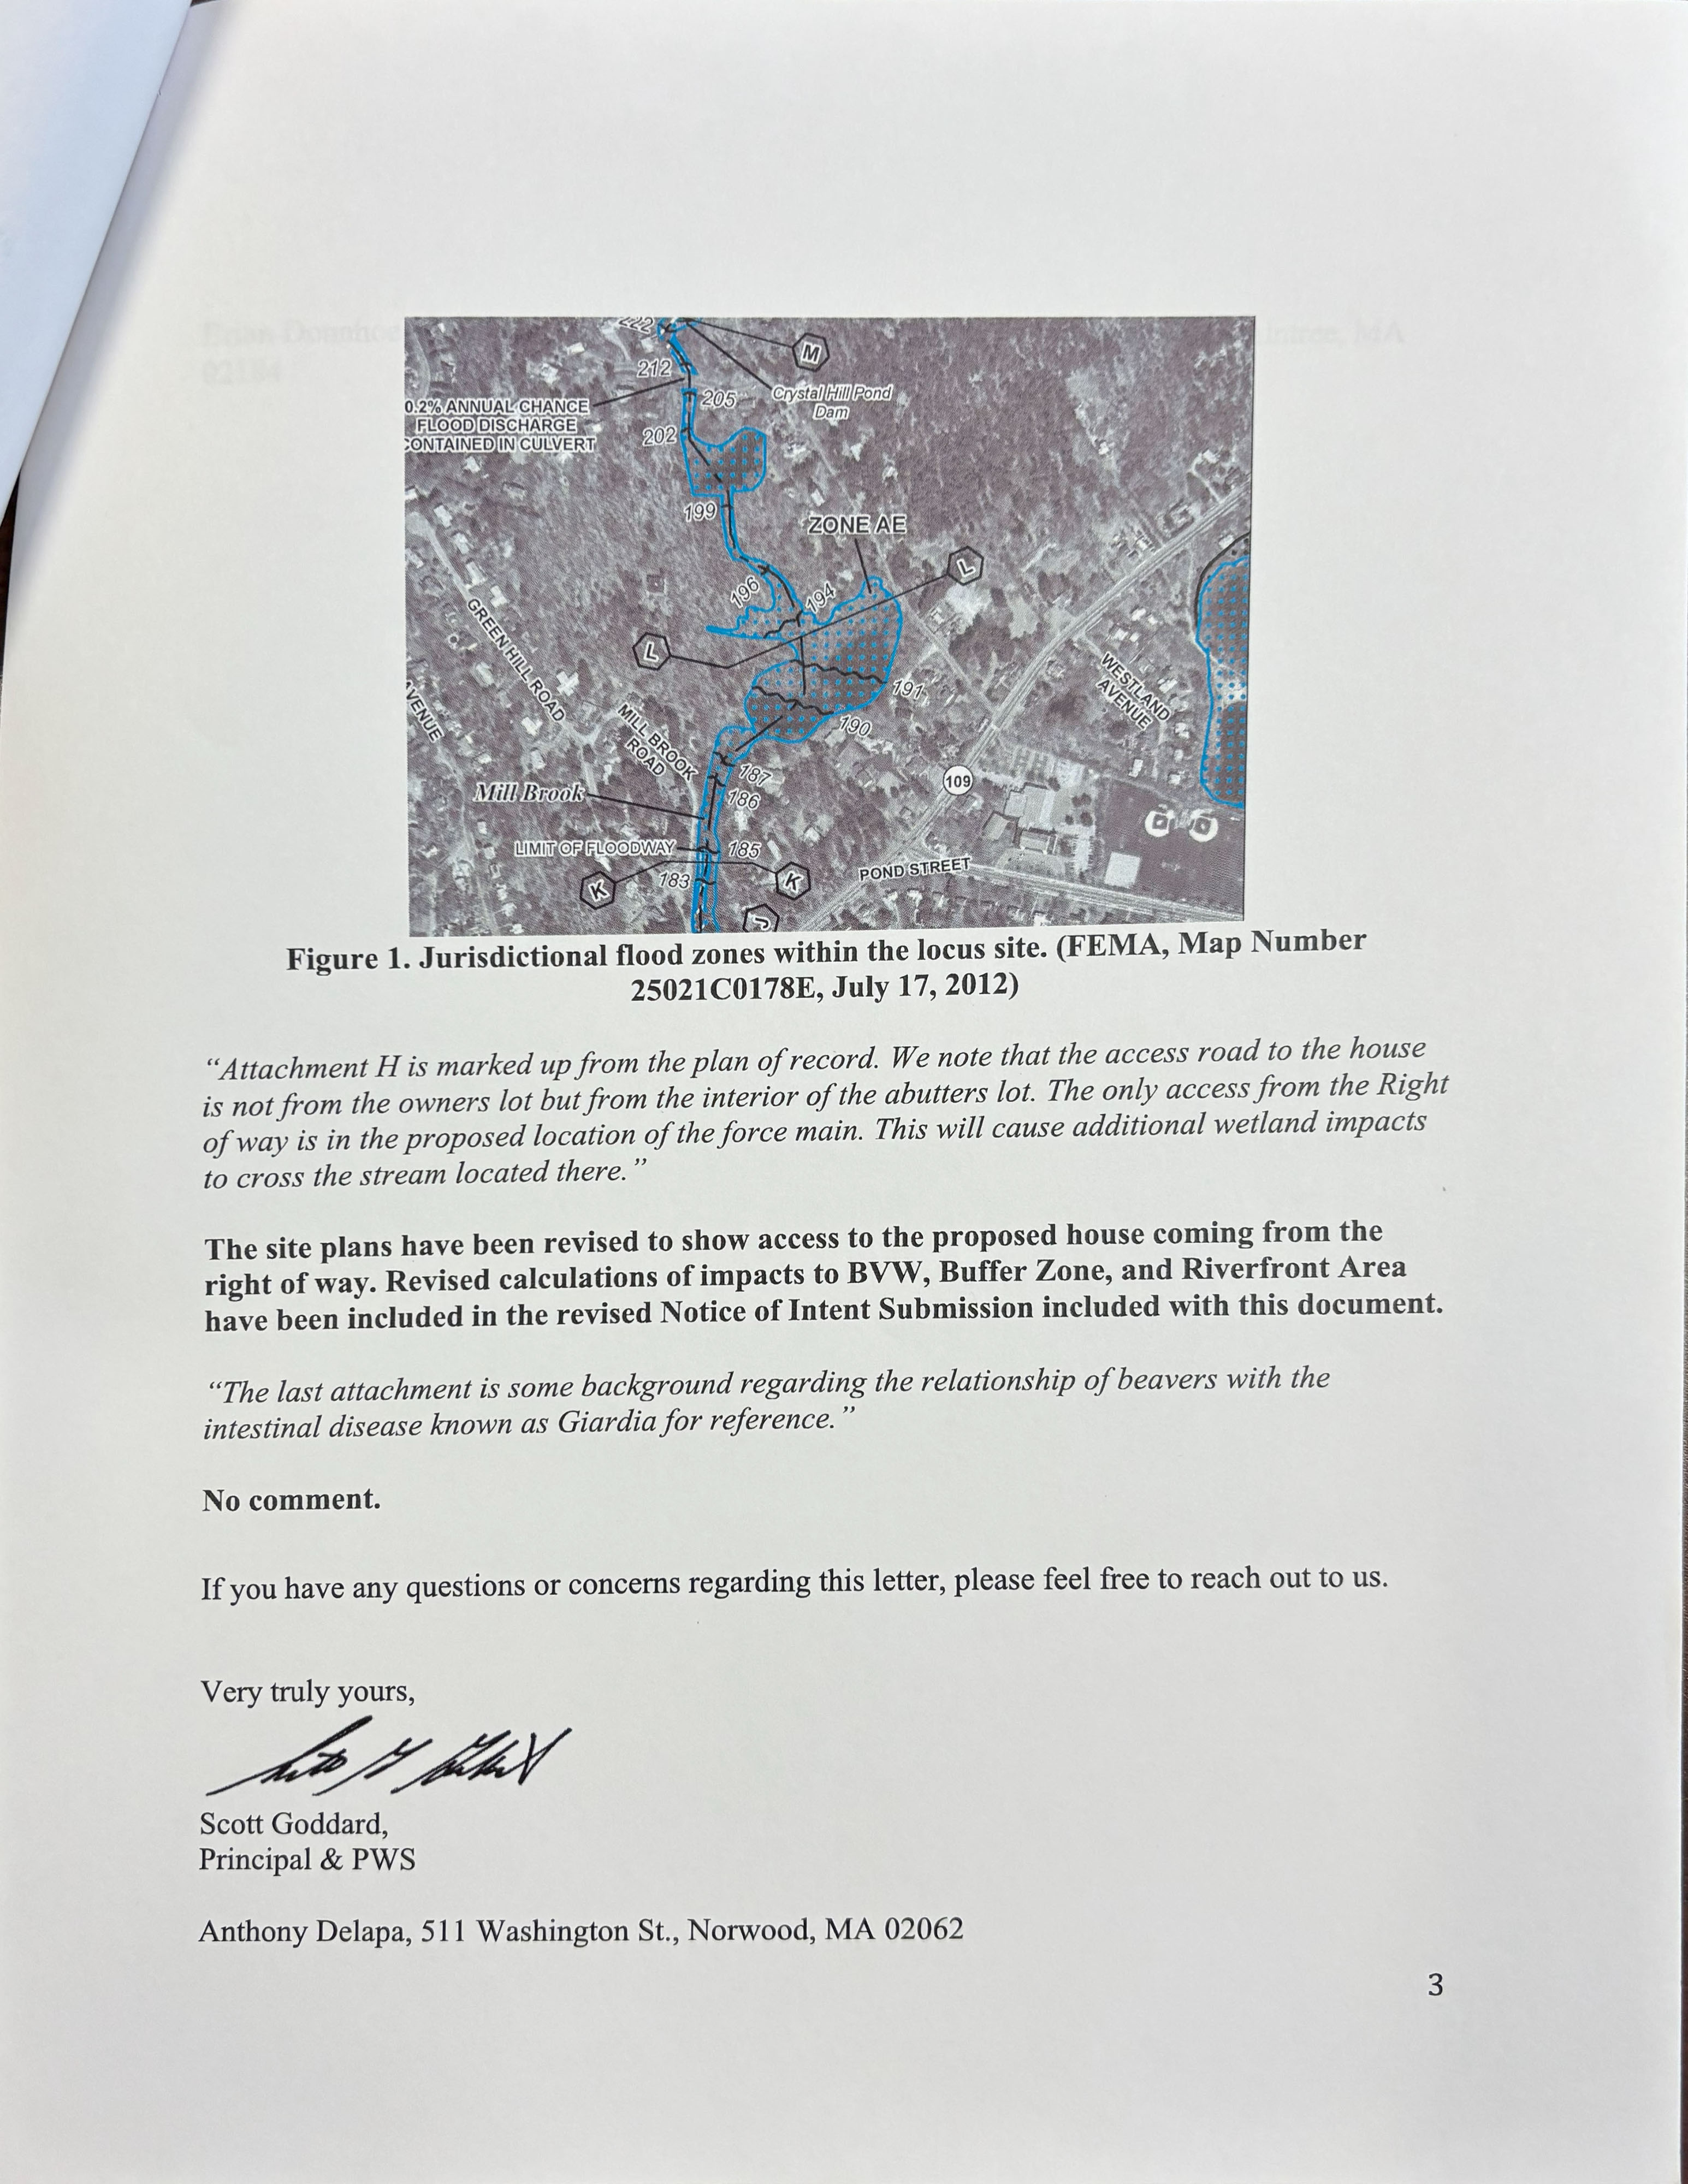 222
M
212
205
Crystal Hill Pond
Dam
0.2% ANNUAL CHANCE
FLOOD DISCHARGE
CONTAINED IN CULVERT
202
199
ZONE AE
L
196
194
GREEN HILL ROAD
L
WESTLAND
AVENUE
191
AVENUE
MILL BROOK
ROAD
190
187
109
Mill Brook
186
LIMIT OF FLOODWAY
185
POND STREET
K
183
K
J
Figure 1. Jurisdictional flood zones within the locus site. (FEMA, Map Number
25021C0178E, July 17, 2012)
“Attachment H is marked up from the plan of record. We note that the access road to the house
is not from the owners lot but from the interior of the abutters lot. The only access from the Right
of way is in the proposed location of the force main. This will cause additional wetland impacts
to cross the stream located there.”
The site plans have been revised to show access to the proposed house coming from the
right of way. Revised calculations of impacts to BVW, Buffer Zone, and Riverfront Area
have been included in the revised Notice of Intent Submission included with this document.
“The last attachment is some background regarding the relationship of beavers with the
intestinal disease known as Giardia for reference.”
No comment.
If you have any questions or concerns regarding this letter, please feel free to reach out to us.
Very truly yours,
Scott Goddard,
Principal & PWS
Anthony Delapa, 511 Washington St., Norwood, MA 02062
3